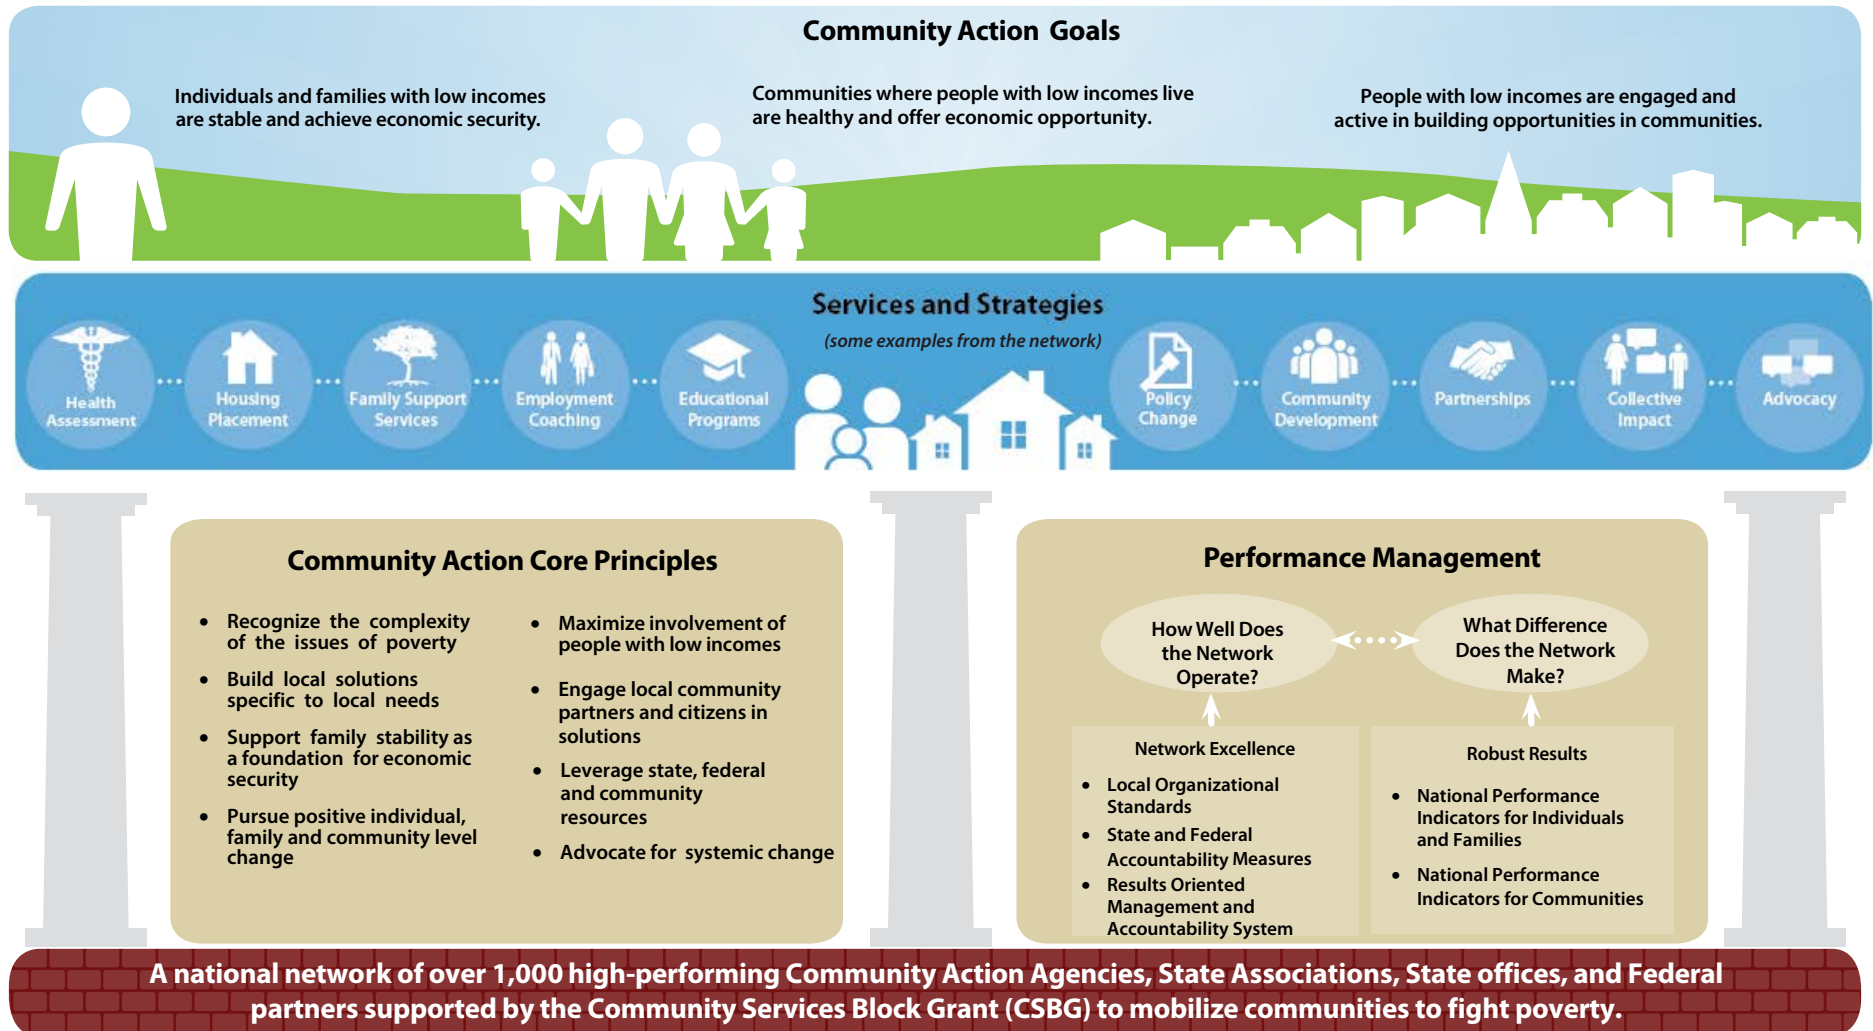 Community Action Goals
Individuals and families with low incomes
are stable and achieve economic security.
Communities where people with low incomes live
are healthy and offer economic opportunity.
People with low incomes are engaged and
active in building opportunities in communities.
Services and Strategies
(some examples from the network)
Health
Assessment
Housing
Placement
Family Support
Services
Employment
Coaching
Educational
Programs
Policy
Change
Community
Development
Partnerships
Collective
Impact
Advocacy
Community Action Core Principles
• Recognize the complexity
of the issues of poverty
• Build local solutions
specific to local needs
• Support family stability as
a foundation for economic
security
• Pursue positive individual,
family and community level
change
• Maximize involvement of
people with low incomes
• Engage local community
partners and citizens in
solutions
• Leverage state, federal
and community
resources
• Advocate for systemic change
Performance Management
How Well Does
the Network
Operate?
What Difference
Does the Network
Make?
Network Excellence
• Local Organizational
Standards
• State and Federal
Accountability Measures
• Results Oriented
Management and
Accountability System
Robust Results
• National Performance
Indicators for Individuals
and Families
• National Performance
Indicators for Communities
A national network of over 1,000 high-performing Community Action Agencies, State Associations, State offices, and Federal
partners supported by the Community Services Block Grant (CSBG) to mobilize communities to fight poverty.